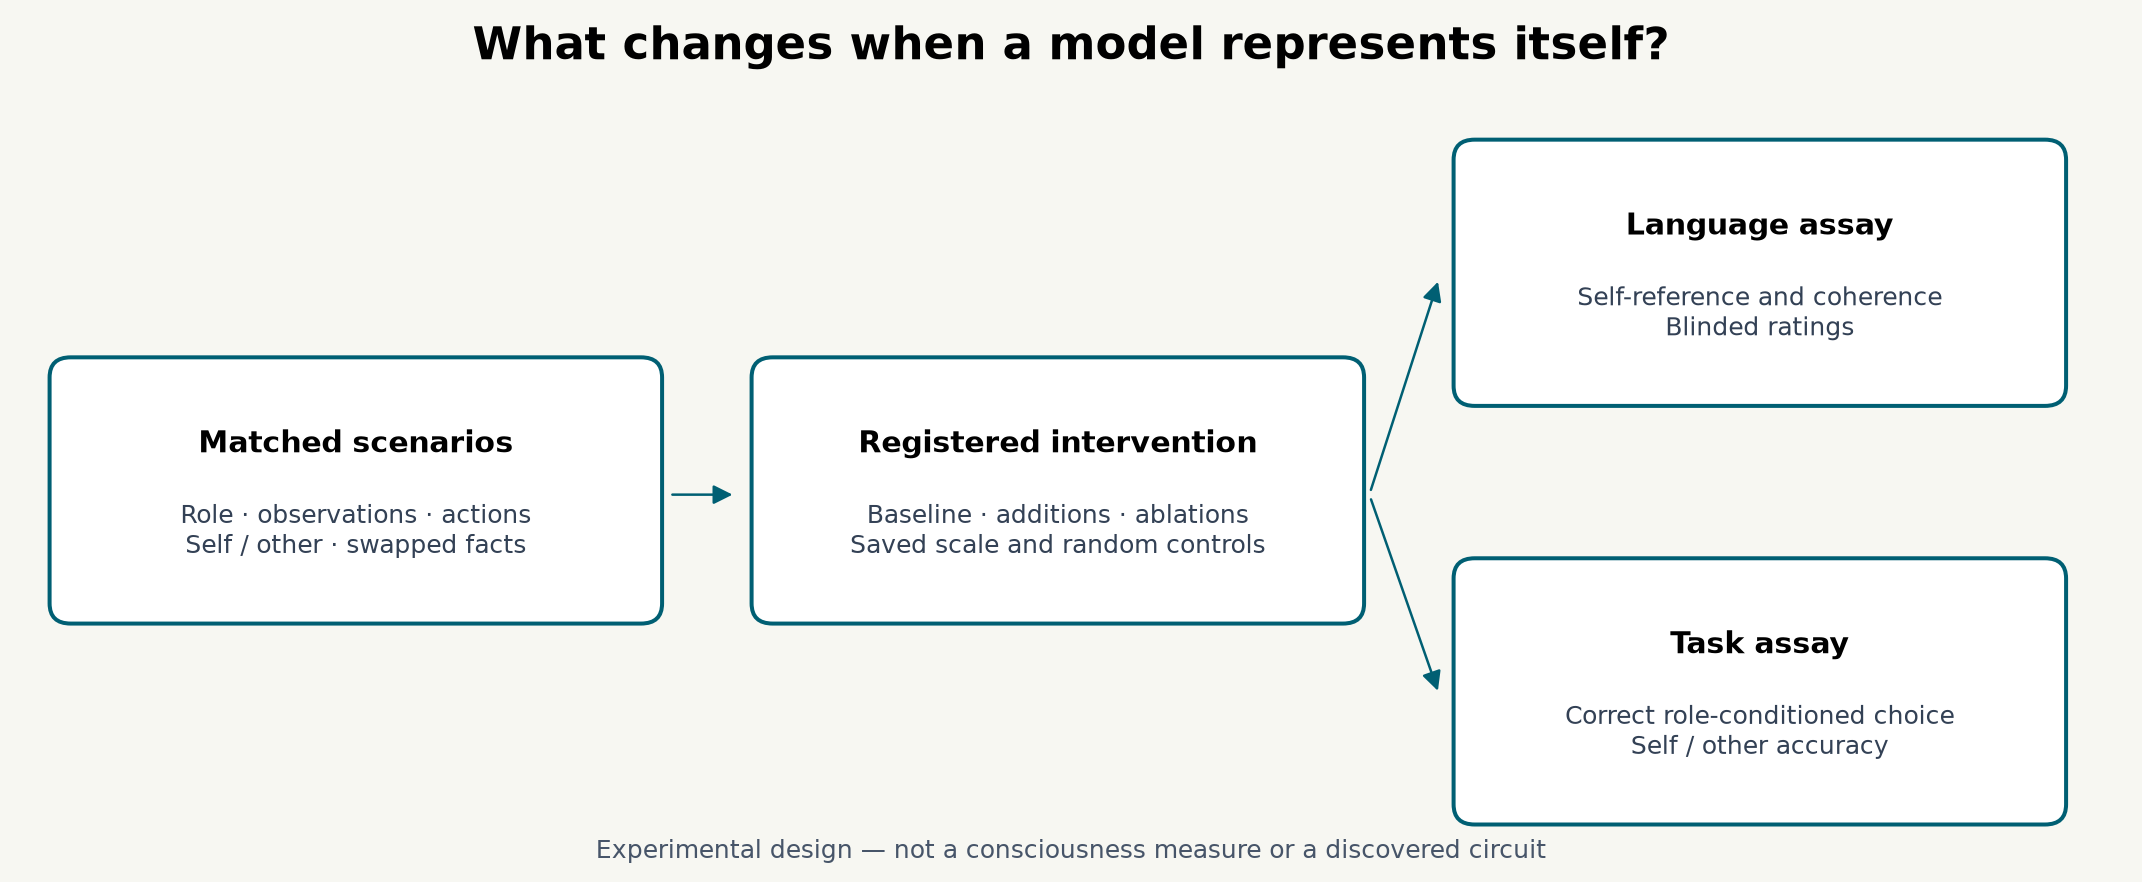 What changes when a model represents itself?
Matched scenarios
Role · observations · actions
Self / other · swapped facts
Registered intervention
Baseline · additions · ablations
Saved scale and random controls
Language assay
Self-reference and coherence
Blinded ratings
Task assay
Correct role-conditioned choice
Self / other accuracy
Experimental design — not a consciousness measure or a discovered circuit